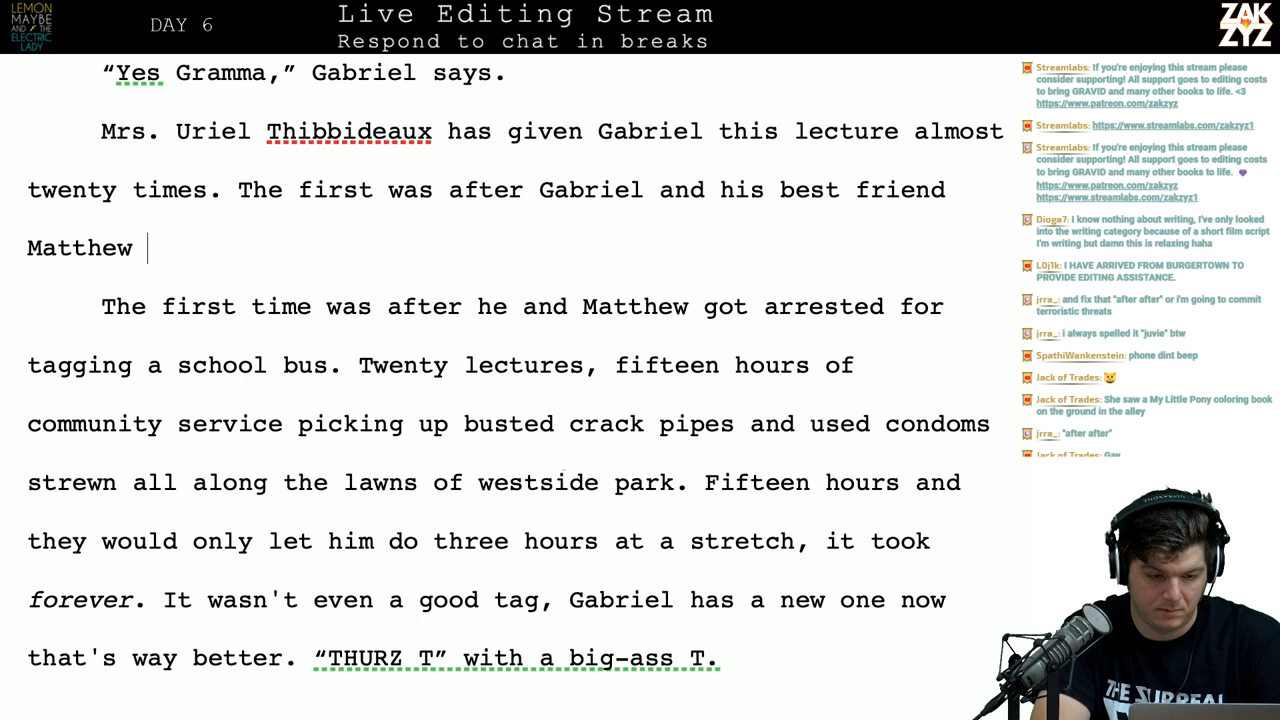 LEMON
MAYBE
AND THE
ELECTRIC
LADY
DAY 6
Live Editing Stream
Respond to chat in breaks
ZAK
ZYZ
“Yes Gramma,” Gabriel says.
Mrs. Uriel Thibbideaux has given Gabriel this lecture almost
twenty times. The first was after Gabriel and his best friend
Matthew
The first time was after he and Matthew got arrested for
tagging a school bus. Twenty lectures, fifteen hours of
community service picking up busted crack pipes and used condoms
strewn all along the lawns of westside park. Fifteen hours and
they would only let him do three hours at a stretch, it took
forever. It wasn't even a good tag, Gabriel has a new one now
that's way better. “THURZ T” with a big-ass T.
Streamlabs: If you're enjoying this stream please
consider supporting! All support goes to editing costs
to bring GRAVID and many other books to life. <3
https://www.patreon.com/zakzyz
Streamlabs: https://www.streamlabs.com/zakzyz1
Streamlabs: If you're enjoying this stream please
consider supporting! All support goes to editing costs
to bring GRAVID and many other books to life. 💜
https://www.patreon.com/zakzyz
https://www.streamlabs.com/zakzyz1
Dioga7: I know nothing about writing, I've only looked
into the writing category because of a short film script
I'm writing but damn this is relaxing haha
L0j1k: I HAVE ARRIVED FROM BURGERTOWN TO
PROVIDE EDITING ASSISTANCE.
jrra_: and fix that "after after" or i'm going to commit
terroristic threats
jrra_: i always spelled it "juvie" btw
SpathiWankenstein: phone dint beep
Jack of Trades: 😺
Jack of Trades: She saw a My Little Pony coloring book
on the ground in the alley
jrra_: "after after"
Jack of Trades: Gay
THE SURREAL